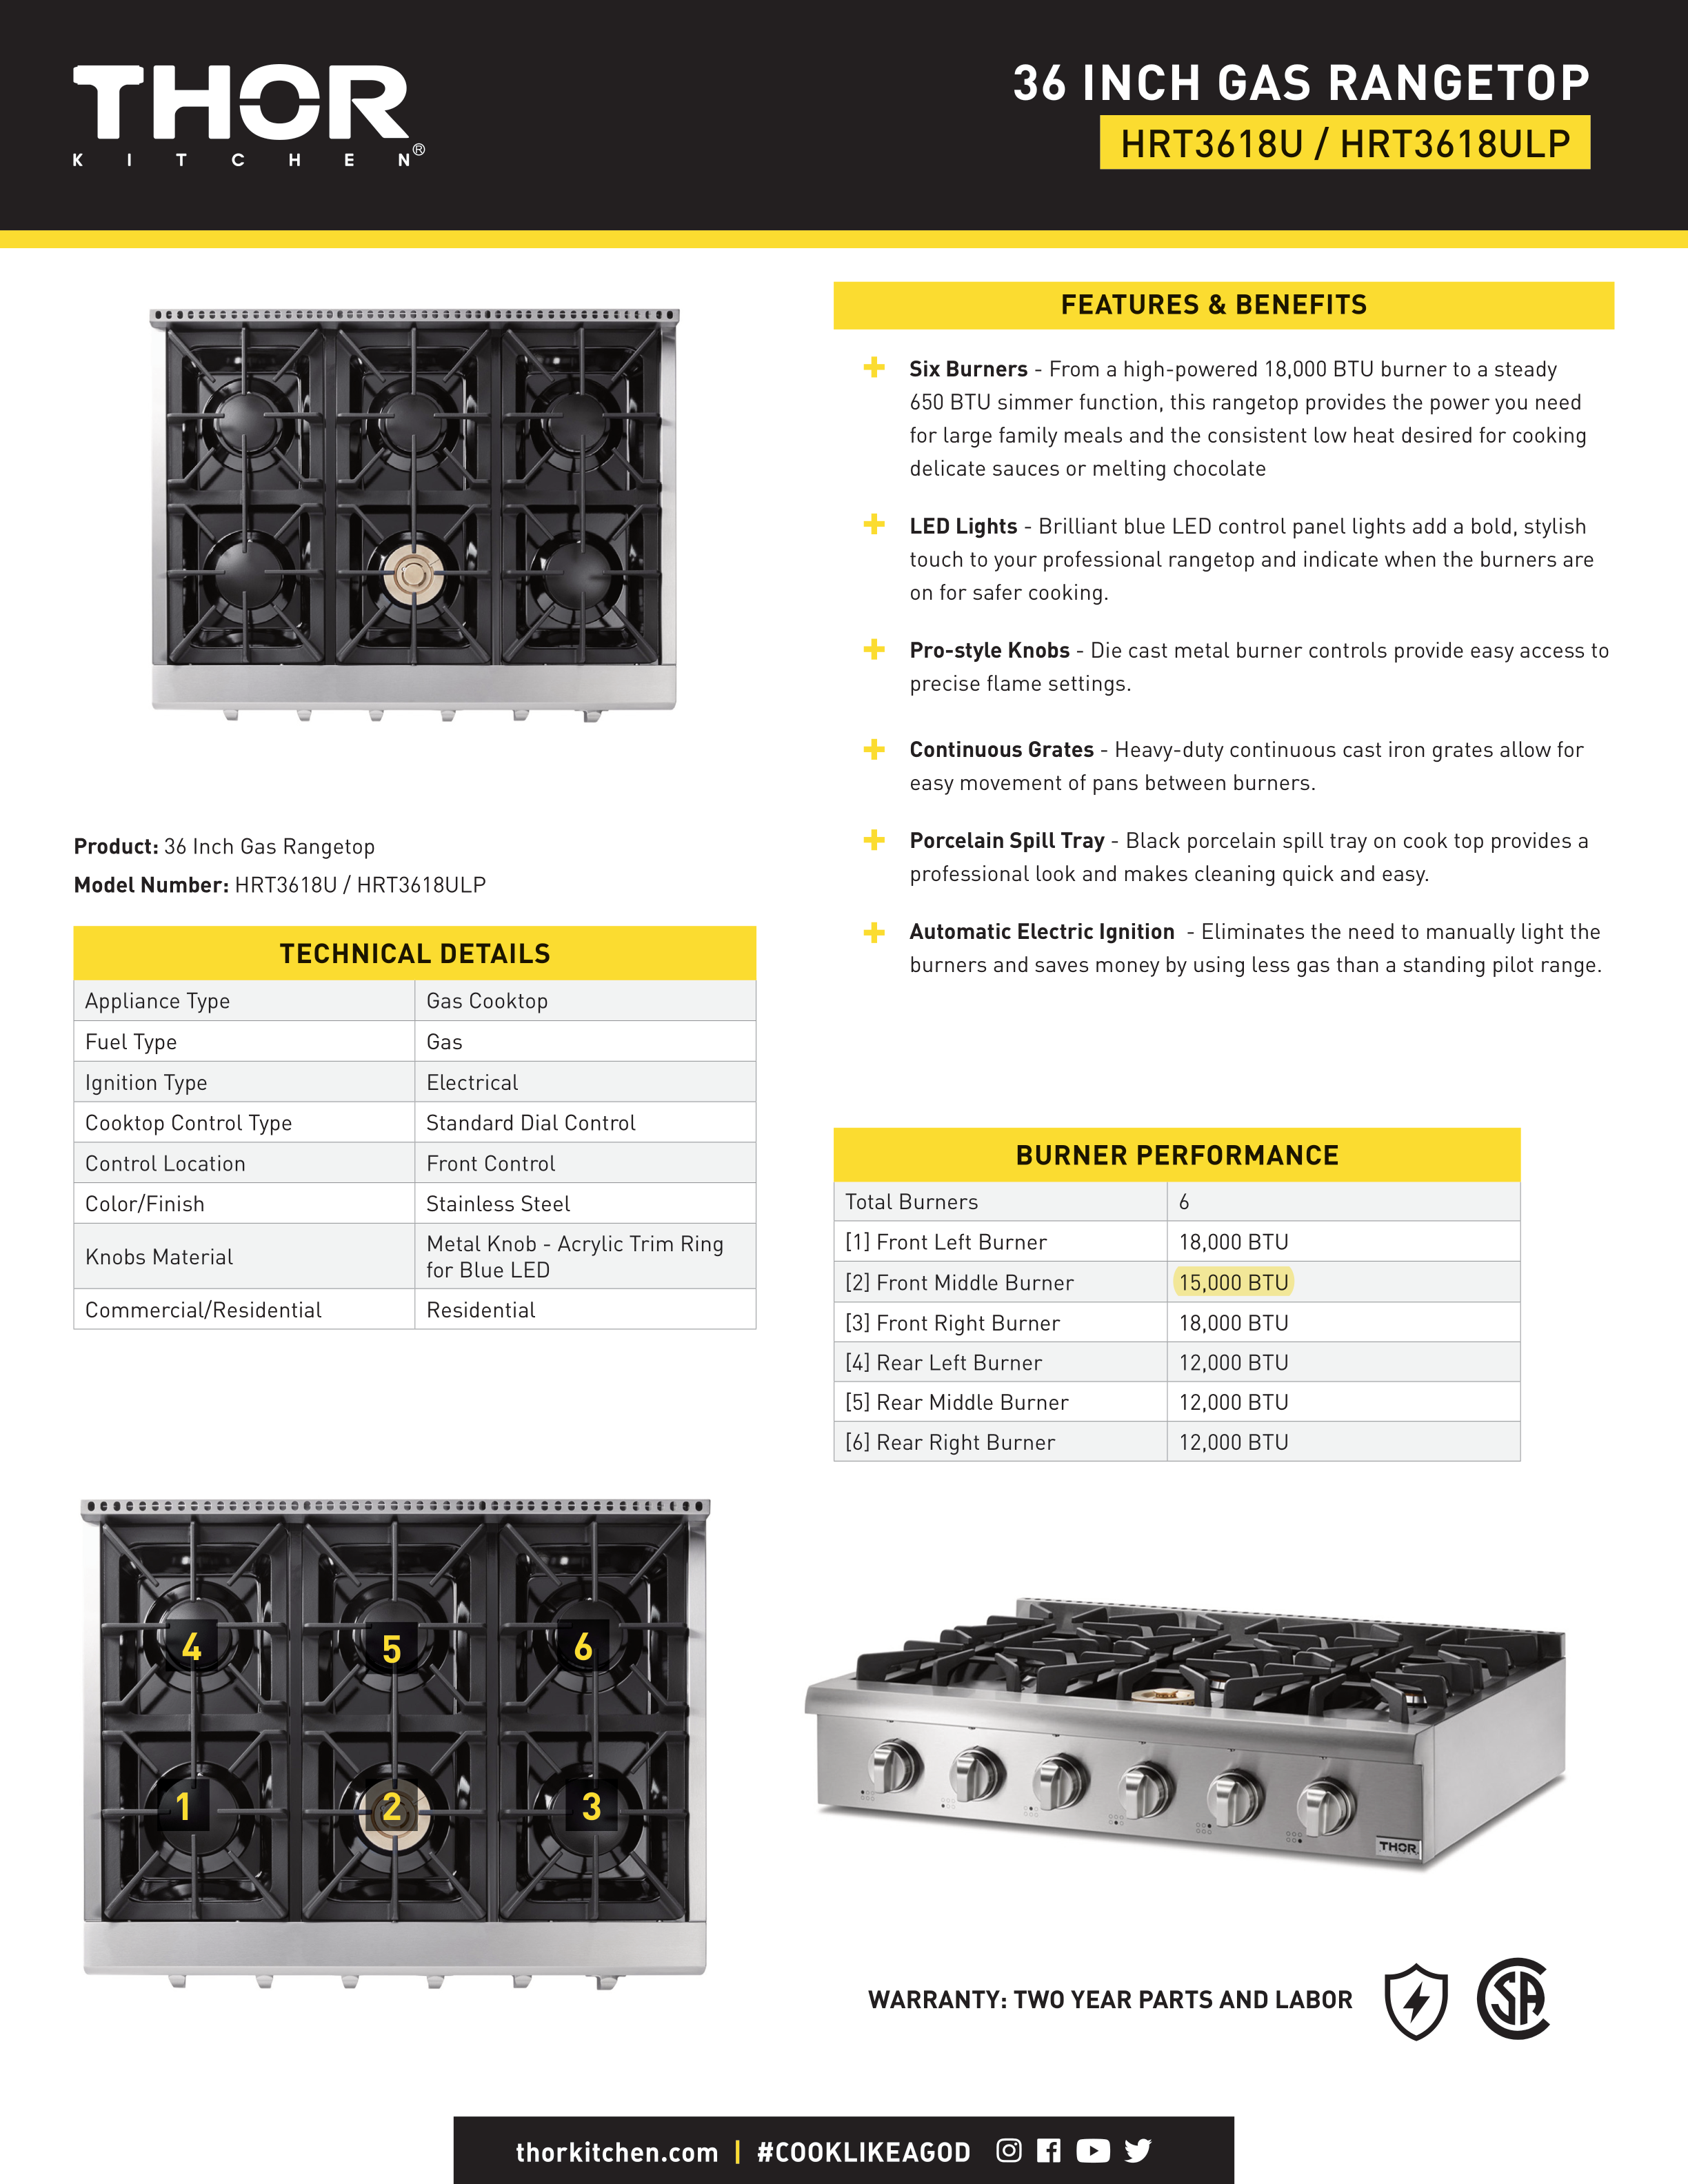 THOR
KITCHEN®
36 INCH GAS RANGETOP
HRT3618U / HRT3618ULP
FEATURES & BENEFITS
Six Burners - From a high-powered 18,000 BTU burner to a steady
650 BTU simmer function, this rangetop provides the power you need
for large family meals and the consistent low heat desired for cooking
delicate sauces or melting chocolate
LED Lights - Brilliant blue LED control panel lights add a bold, stylish
touch to your professional rangetop and indicate when the burners are
on for safer cooking.
Pro-style Knobs - Die cast metal burner controls provide easy access to
precise flame settings.
Continuous Grates - Heavy-duty continuous cast iron grates allow for
easy movement of pans between burners.
Porcelain Spill Tray - Black porcelain spill tray on cook top provides a
professional look and makes cleaning quick and easy.
Automatic Electric Ignition - Eliminates the need to manually light the
burners and saves money by using less gas than a standing pilot range.
Product: 36 Inch Gas Rangetop
Model Number: HRT3618U / HRT3618ULP
TECHNICAL DETAILS
Appliance Type Gas Cooktop
Fuel Type Gas
Ignition Type Electrical
Cooktop Control Type Standard Dial Control
Control Location Front Control
Color/Finish Stainless Steel
Knobs Material Metal Knob - Acrylic Trim Ring
for Blue LED
Commercial/Residential Residential
BURNER PERFORMANCE
Total Burners 6
[1] Front Left Burner 18,000 BTU
[2] Front Middle Burner 15,000 BTU
[3] Front Right Burner 18,000 BTU
[4] Rear Left Burner 12,000 BTU
[5] Rear Middle Burner 12,000 BTU
[6] Rear Right Burner 12,000 BTU
4 5 6
1 2 3
THOR
WARRANTY: TWO YEAR PARTS AND LABOR
CSA
thorkitchen.com | #COOKLIKEAGOD